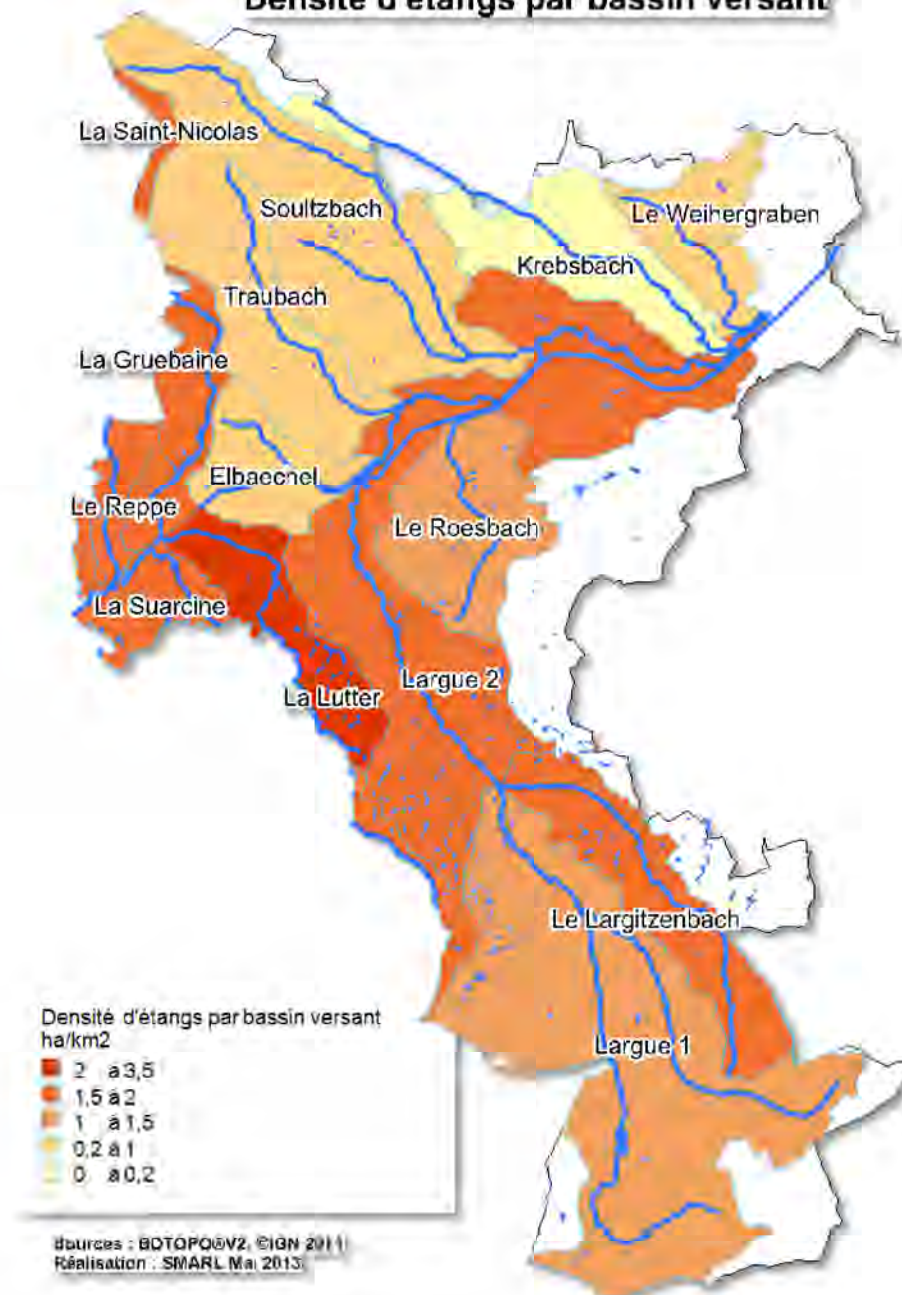 Densité d'étangs par bassin versant
La Saint-Nicolas
Soultzbach
Le Weihergraben
Krebsbach
Traubach
La Gruebaine
Elbaechel
Le Reppe
Le Roesbach
La Suarcine
La Lutter
Largue 2
Le Largitzenbach
Largue 1
Densité d'étangs par bassin versant
ha/km2
2 à 3,5
1,5 à 2
1 à 1,5
0,2 à 1
0 à 0,2
Sources : BDTOPO®V2, ©IGN 2011
Réalisation : SMARL Mai 2013